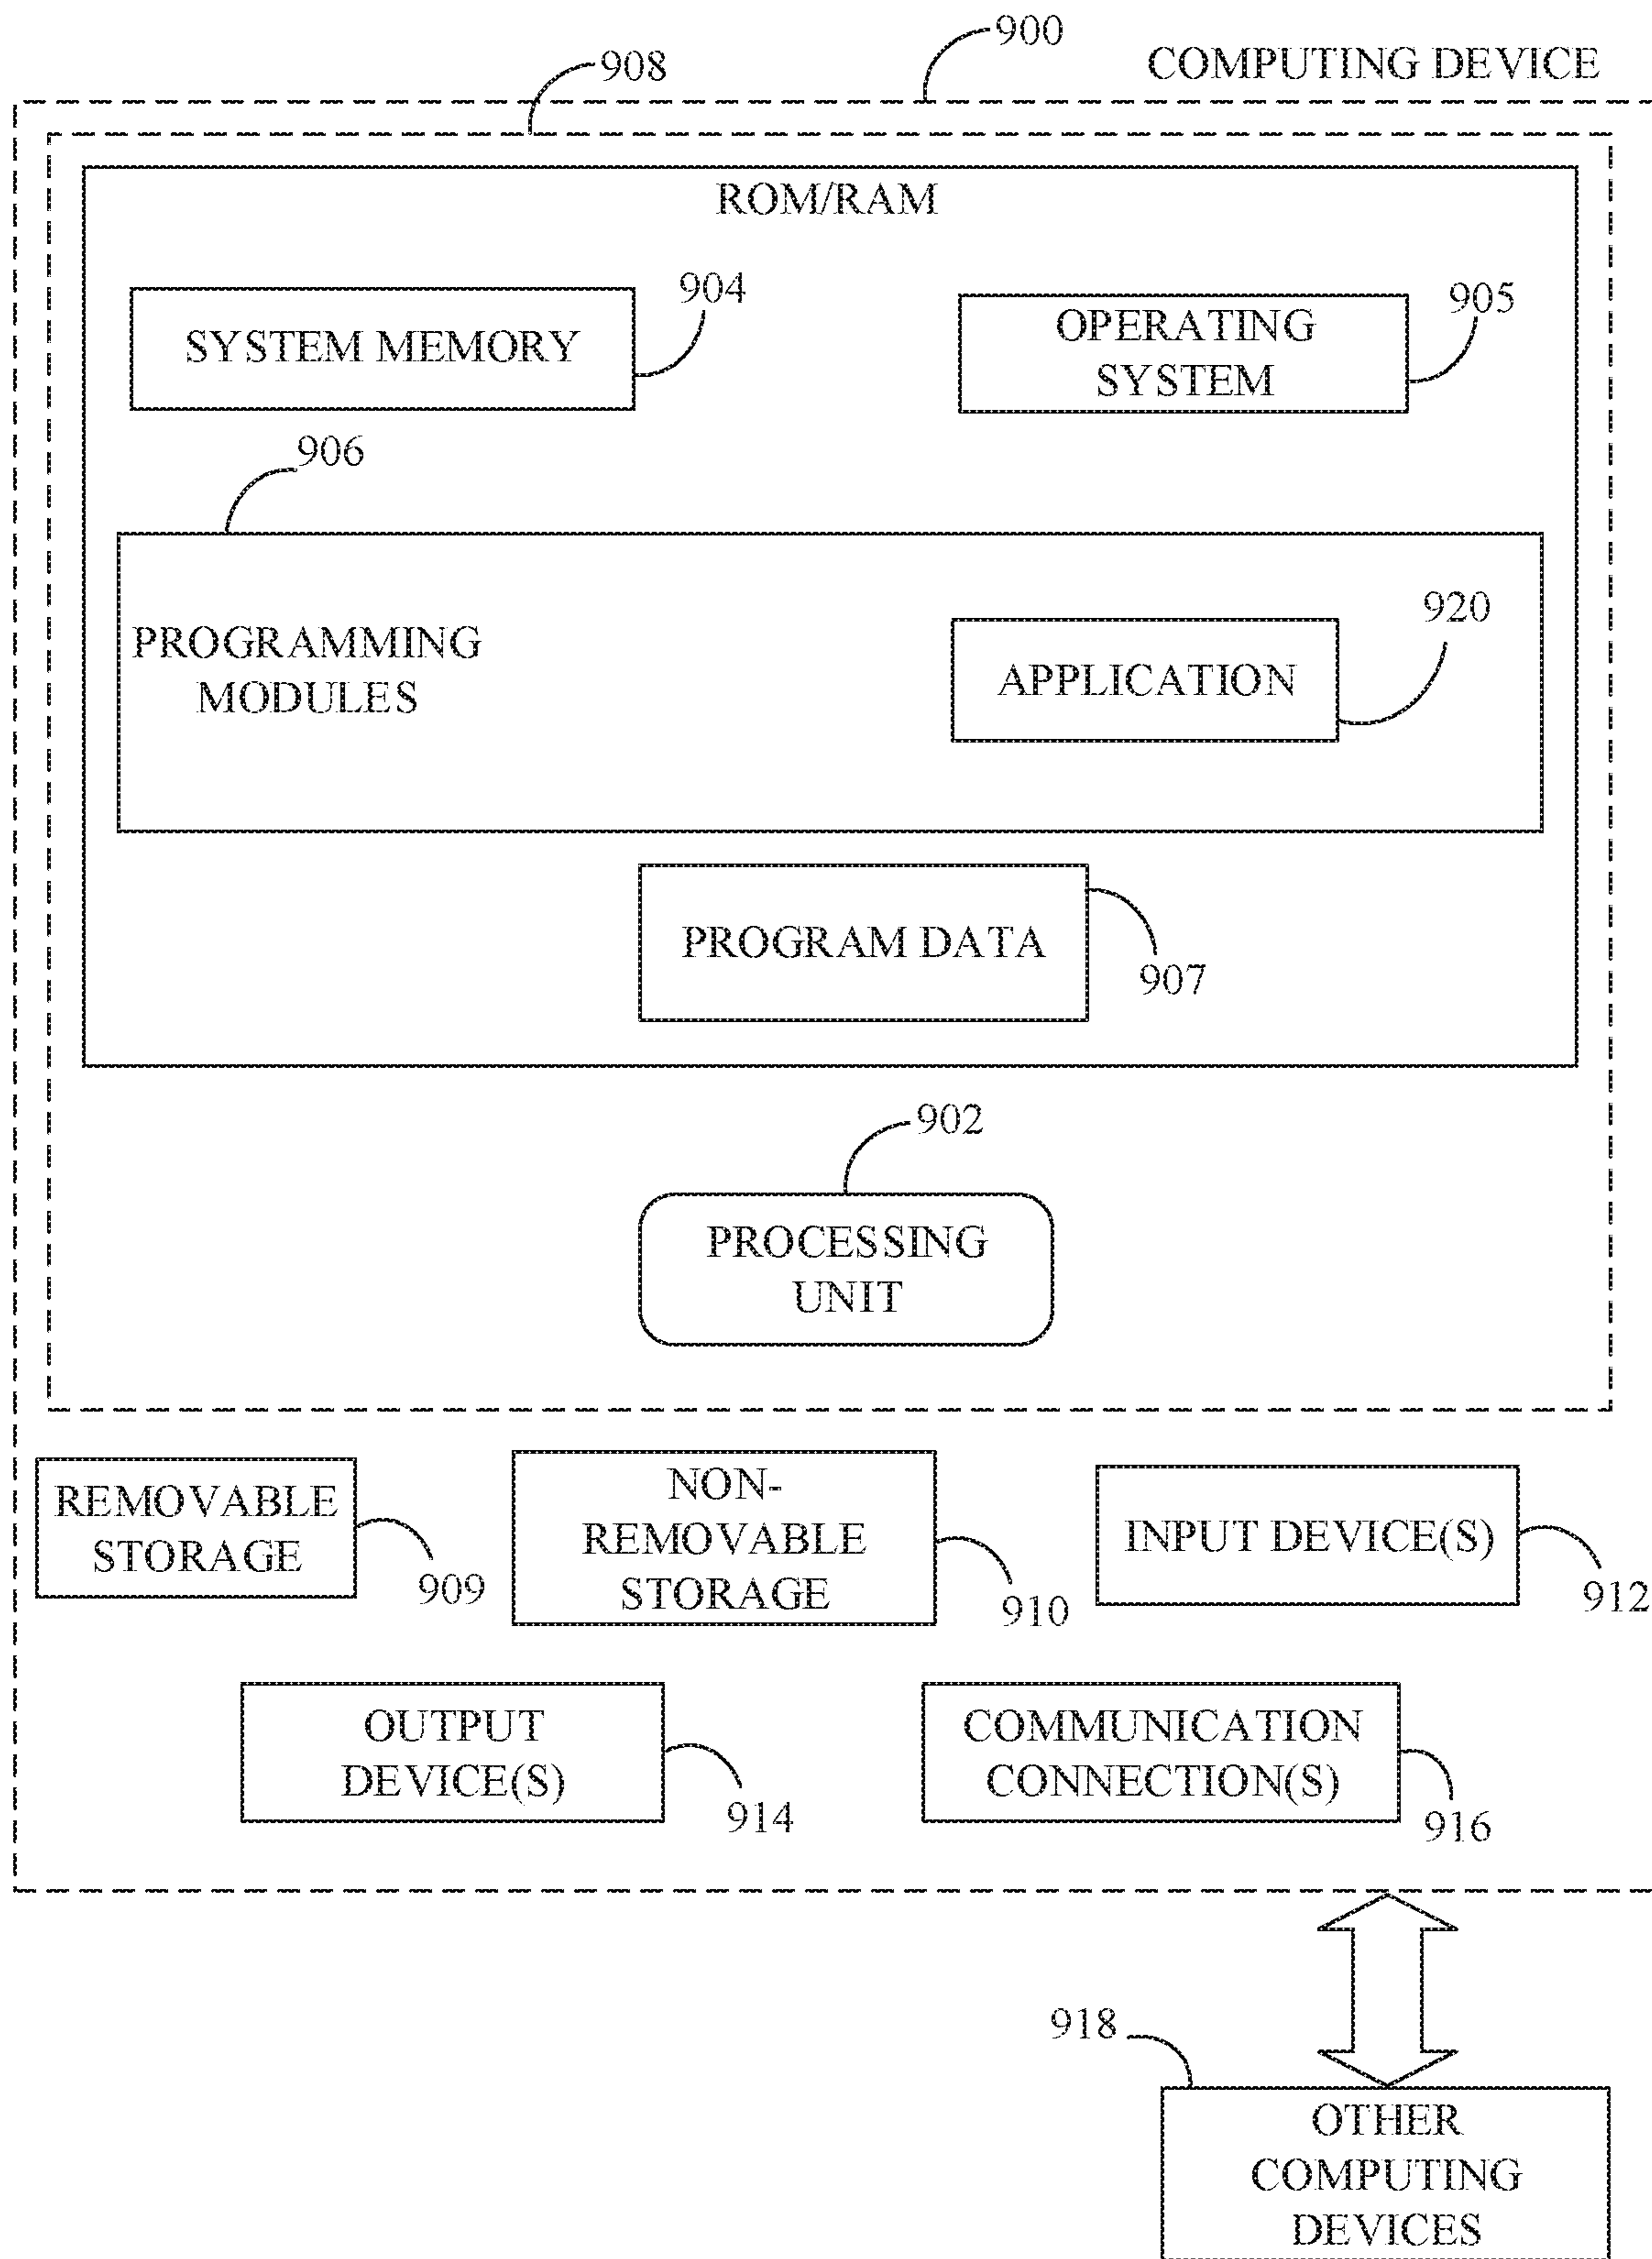 900
COMPUTING DEVICE
908
ROM/RAM
904
SYSTEM MEMORY
905
OPERATING
SYSTEM
906
920
PROGRAMMING
MODULES
APPLICATION
PROGRAM DATA
907
902
PROCESSING
UNIT
REMOVABLE
STORAGE
909
NON-
REMOVABLE
STORAGE
910
INPUT DEVICE(S)
912
OUTPUT
DEVICE(S)
914
COMMUNICATION
CONNECTION(S)
916
918
OTHER
COMPUTING
DEVICES